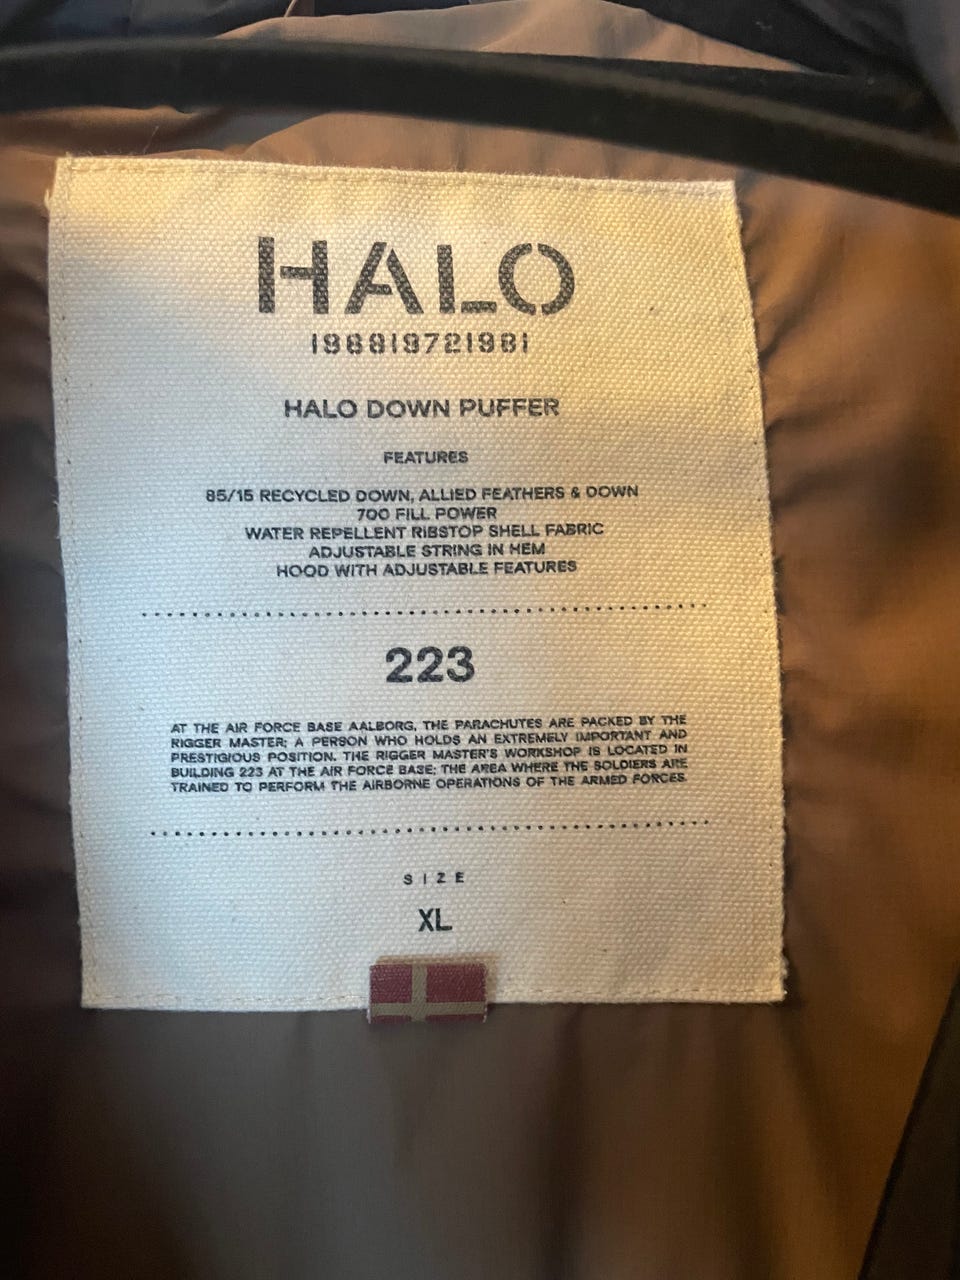 HALO
196819721981
HALO DOWN PUFFER
FEATURES
85/15 RECYCLED DOWN, ALLIED FEATHERS & DOWN
700 FILL POWER
WATER REPELLENT RIBSTOP SHELL FABRIC
ADJUSTABLE STRING IN HEM
HOOD WITH ADJUSTABLE FEATURES
223
AT THE AIR FORCE BASE AALBORG, THE PARACHUTES ARE PACKED BY THE
RIGGER MASTER; A PERSON WHO HOLDS AN EXTREMELY IMPORTANT AND
PRESTIGIOUS POSITION. THE RIGGER MASTER'S WORKSHOP IS LOCATED IN
BUILDING 223 AT THE AIR FORCE BASE; THE AREA WHERE THE SOLDIERS ARE
TRAINED TO PERFORM THE AIRBORNE OPERATIONS OF THE ARMED FORCES.
SIZE
XL